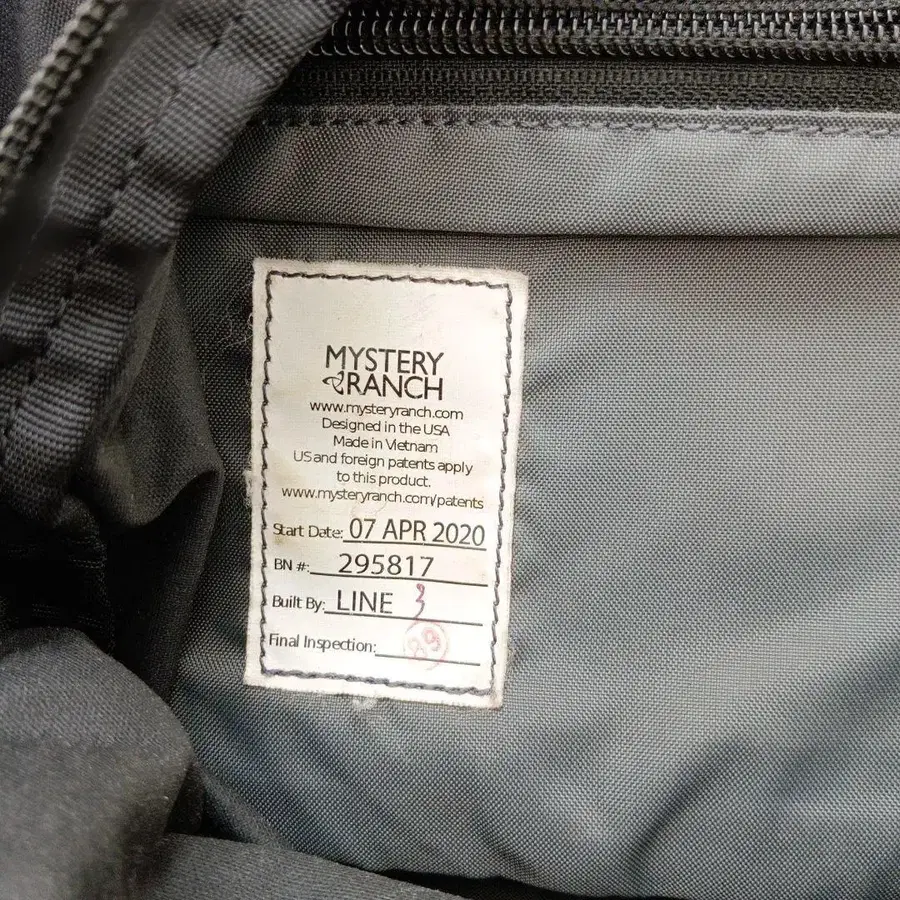 MYSTERY
RANCH
www.mysteryranch.com
Designed in the USA
Made in Vietnam
US and foreign patents apply
to this product.
www.mysteryranch.com/patents
Start Date: 07 APR 2020
BN #: 295817
Built By: LINE 3
Final Inspection: